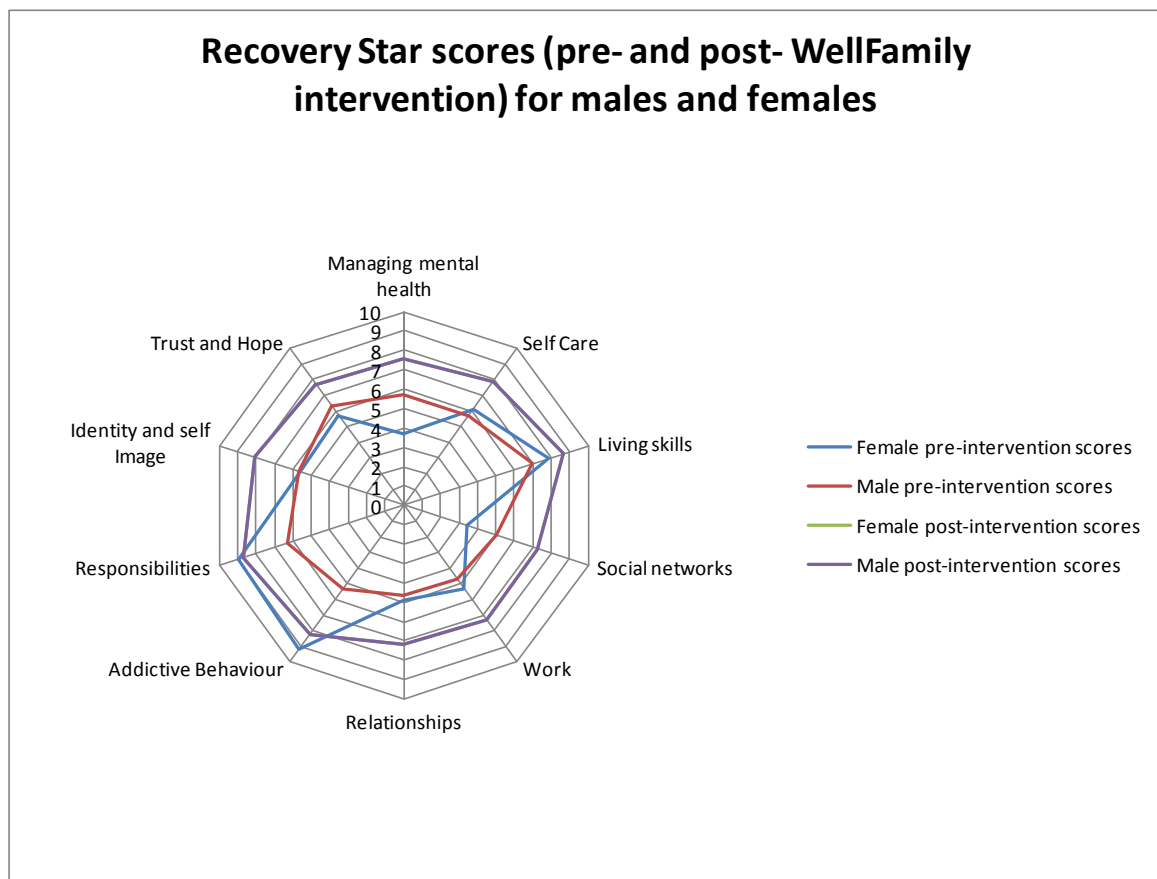 Recovery Star scores (pre- and post- WellFamily
intervention) for males and females
Managing mental
health
Self Care
Living skills
Social networks
Work
Relationships
Addictive Behaviour
Responsibilities
Identity and self
Image
Trust and Hope
10
9
8
7
6
5
4
3
2
1
0
Female pre-intervention scores
Male pre-intervention scores
Female post-intervention scores
Male post-intervention scores